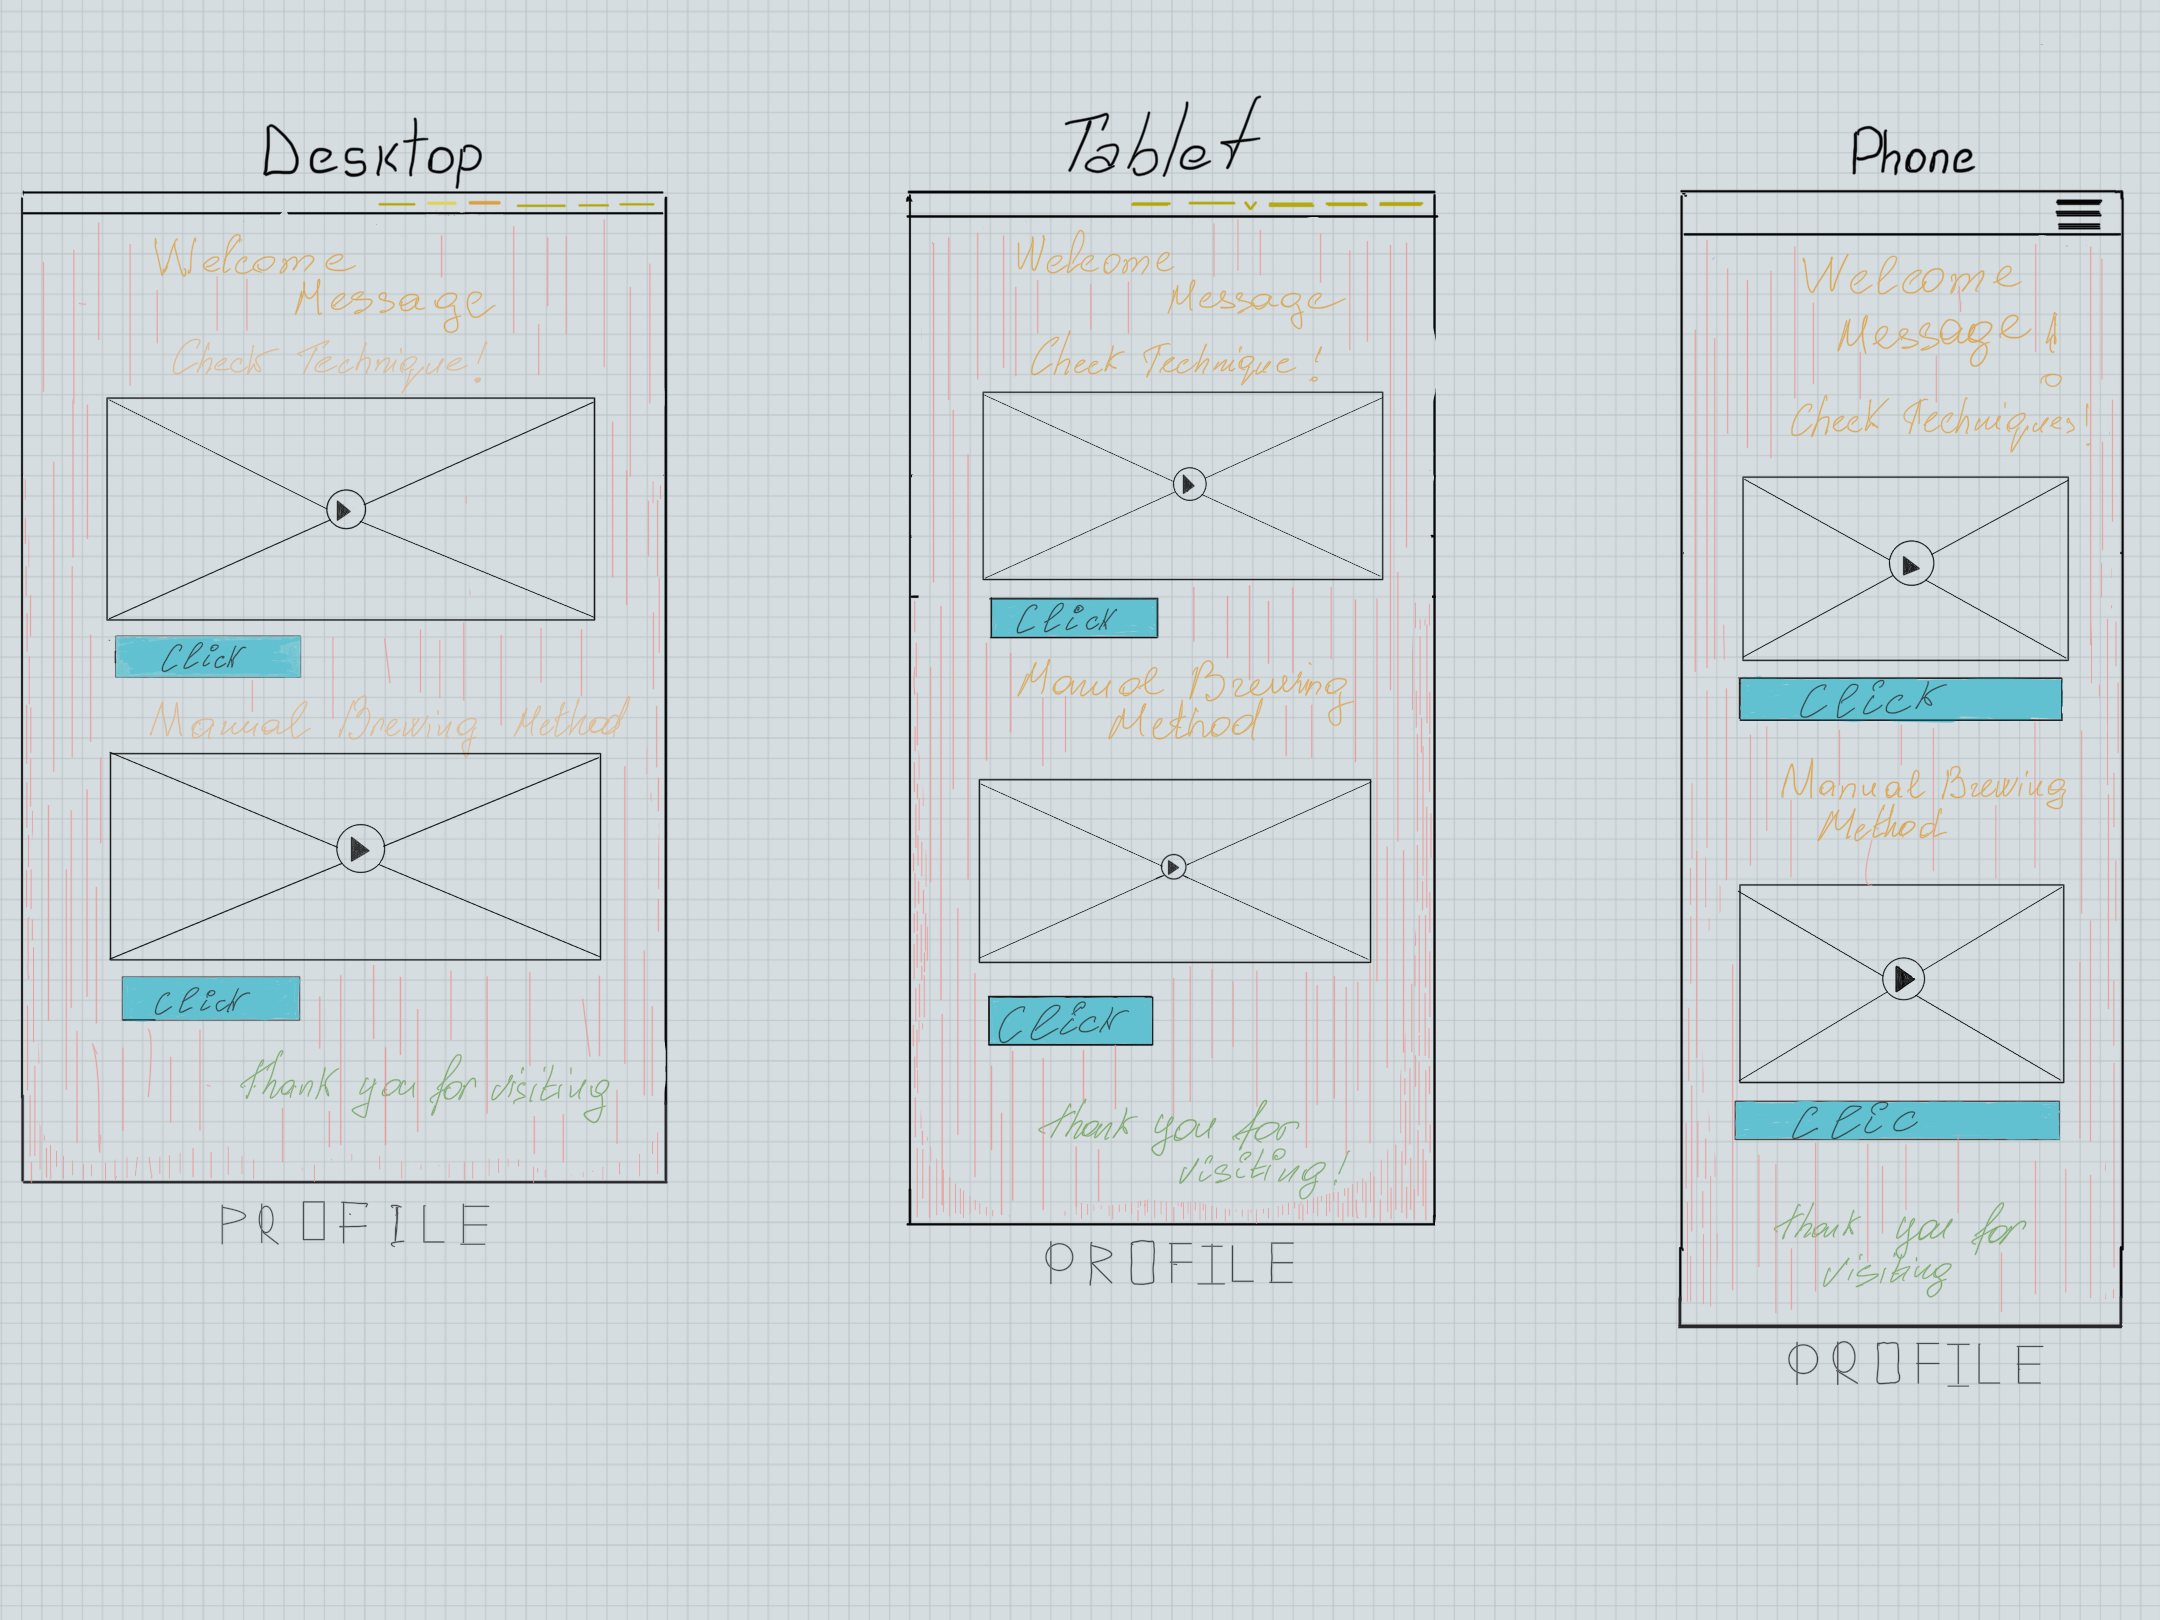 Desktop
Welcome
Message
Check Technique!
Click
Manual Brewing Method
Click
thank you for visiting
PROFILE
Tablet
Welcome
Message
Check Technique!
Click
Manual Brewing
Method
Click
thank you for
visiting!
PROFILE
Phone
Welcome
Message!
Check Techniques!
Click
Manual Brewing
Method
Clic
thank you for
visiting
PROFILE